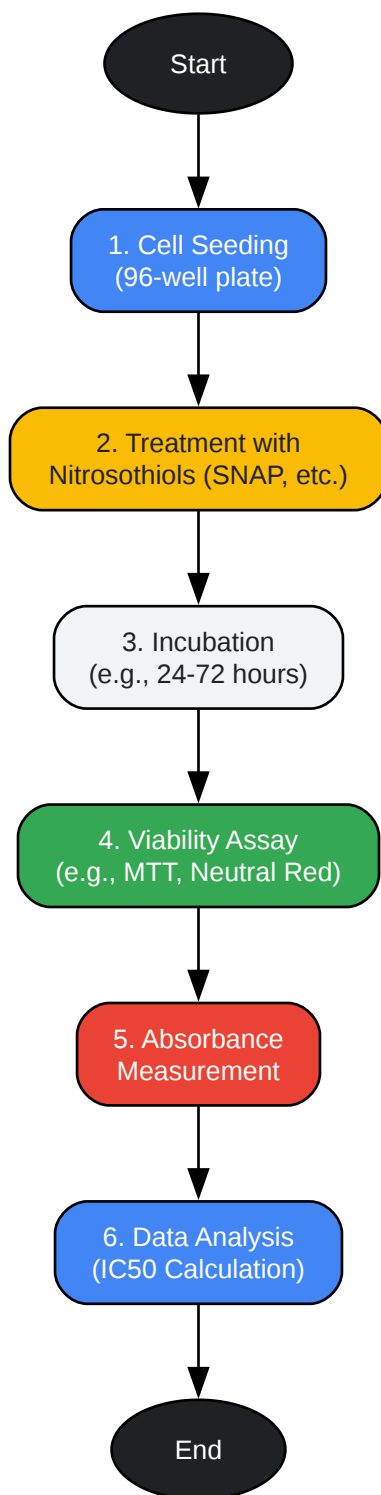 Start
1. Cell Seeding
(96-well plate)
2. Treatment with
Nitrosothiols (SNAP, etc.)
3. Incubation
(e.g., 24-72 hours)
4. Viability Assay
(e.g., MTT, Neutral Red)
5. Absorbance
Measurement
6. Data Analysis
(IC50 Calculation)
End